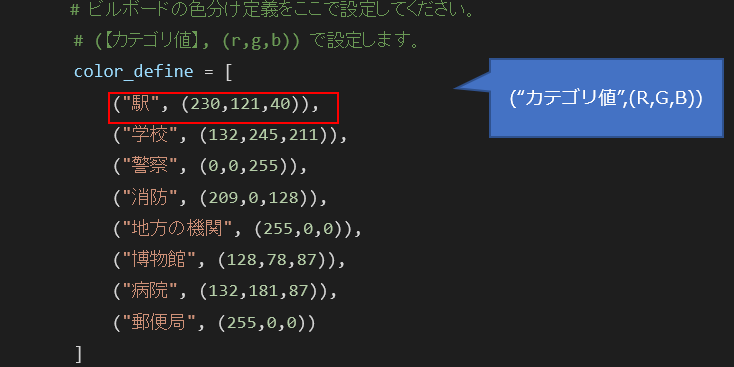 # ビルボードの色分け定義をここで設定してください。
# (【カテゴリ値】, (r,g,b)) で設定します。
color_define = [
("駅", (230,121,40)),
("学校", (132,245,211)),
("警察", (0,0,255)),
("消防", (209,0,128)),
("地方の機関", (255,0,0)),
("博物館", (128,78,87)),
("病院", (132,181,87)),
("郵便局", (255,0,0))
]
(“カテゴリ値”,(R,G,B))